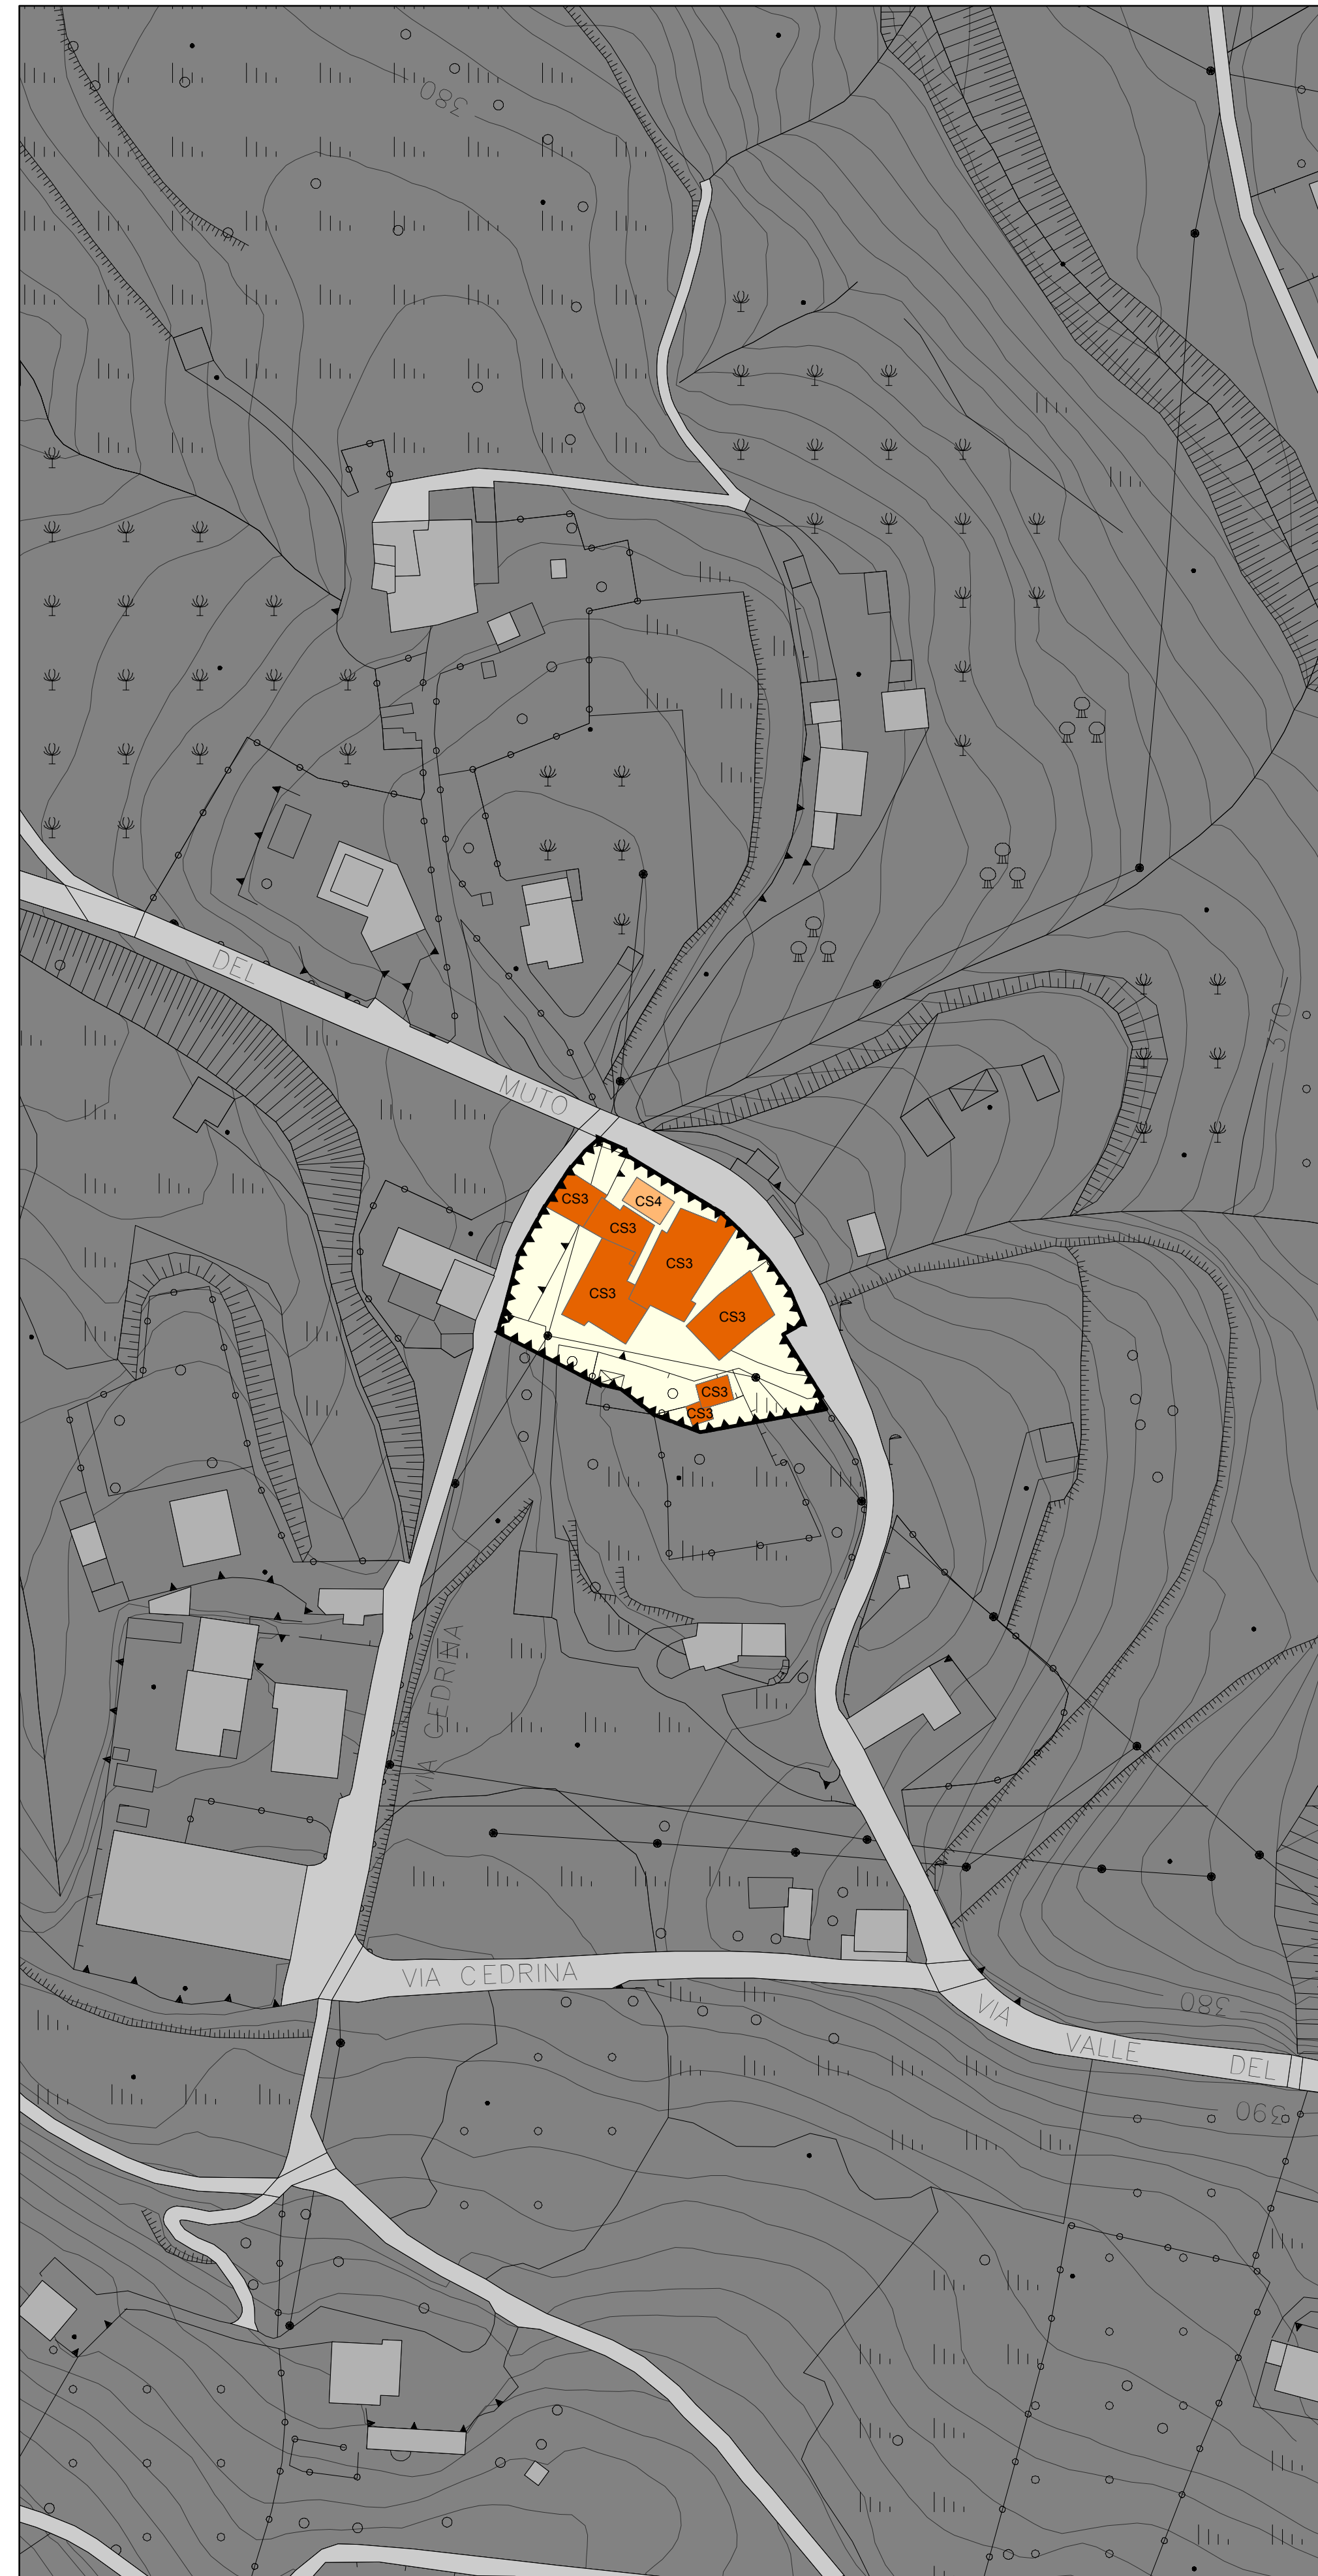 380
DEL
MUTO
370
CS3
CS4
CS3
CS3
CS3
CS3
CS3
CS3
VIA CEDRINA
VIA CEDRINA
VIA
VALLE
DEL
380
390